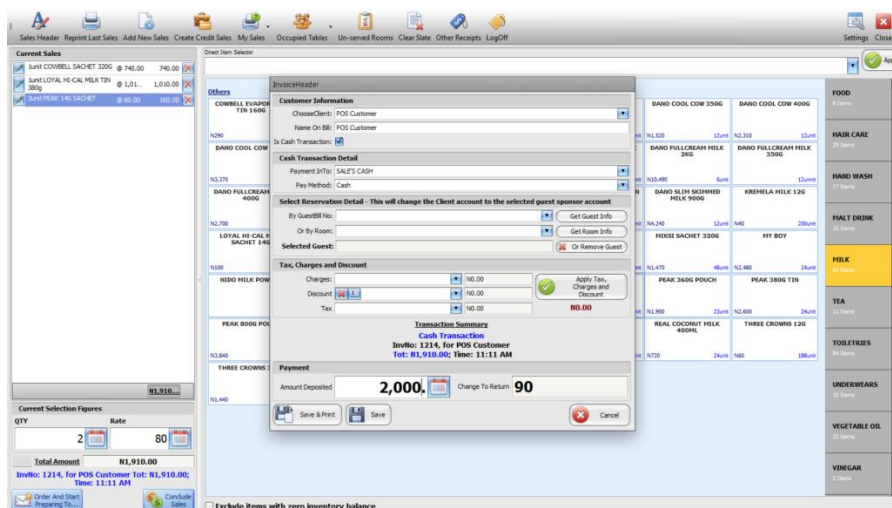 Sales Header Reprint Last Sales Add New Sales Create Credit Sales My Sales Occupied Tables Un-served Rooms Clear Slate Other Receipts LogOff Settings Close
Current Sales
Direct Item Selector
1unit COWBELL SACHET 320G @ 740.00 740.00
1unit LOYAL HI-CAL MILK TIN 380g @ 1,01... 1,010.00
2unit PEAK 14G SACHET @ 80.00 160.00
N1,910....
Current Selection Figures
QTY Rate
2 80
Total Amount N1,910.00
InvNo: 1214, for POS Customer Tot: N1,910.00;
Time: 11:11 AM
Order And Start
Preparing To...
Conclude
Sales
Others
COWBELL EVAPOR
TIN 160G
N290
DANO COOL COW
N3,370
DANO FULLCREAM
400G
N2,700
LOYAL HI-CAL M
SACHET 14G
N100
NIDO MILK POW
PEAK 800G POU
N3,840
THREE CROWNS 1
N1,440
InvoiceHeader
Customer Information
ChooseClient: POS Customer
Name On Bill: POS Customer
Is Cash Transaction:
Cash Transaction Detail
Payment InTo: SALE'S CASH
Pay Method: Cash
Select Reservation Detail - This will change the Client account to the selected guest sponsor account
By GuestBill No: Get Guest Info
Or By Room: Get Room Info
Selected Guest: Or Remove Guest
Tax, Charges and Discount
Charges: N0.00
Discount N0.00
Tax N0.00
Apply Tax,
Charges and
Discount
N0.00
Transaction Summary
Cash Transaction
InvNo: 1214, for POS Customer
Tot: N1,910.00; Time: 11:11 AM
Payment
Amount Deposited 2,000. Change To Return 90
Save & Print Save Cancel
DANO COOL COW 350G
N1,520 12unit
DANO COOL COW 400G
N2,310 12unit
DANO FULLCREAM MILK
2KG
N10,490 6unit
DANO FULLCREAM MILK
350G
12unit
DANO SLIM SKIMMED
MILK 900G
N4,240 12unit
KREMELA MILK 12G
N40 200unit
MIKSI SACHET 320G
N1,470 48unit
MY BOY
N2,480 24unit
PEAK 360G POUCH
N1,900 23unit
PEAK 380G TIN
N2,600 24unit
REAL COCONUT MILK
400ML
N720 24unit
THREE CROWNS 12G
N60 188unit
FOOD
HAIR CARE
HAND WASH
MALT DRINK
MILK
TEA
TOILETRIES
UNDERWEARS
VEGETABLE OIL
VINEGAR
Exclude items with zero inventory balance